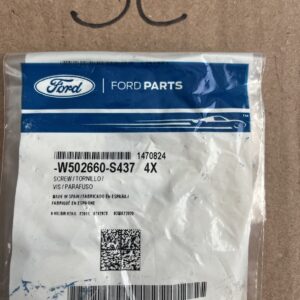 Ford
FORD PARTS
1470824
-W502660-S437 4X
SCREW/TORNILLO/
VIS/PARAFUSO
MADE IN SPAIN/FABRICADO EN ESPAÑA/
FABRIQUÉ EN ESPAGNE